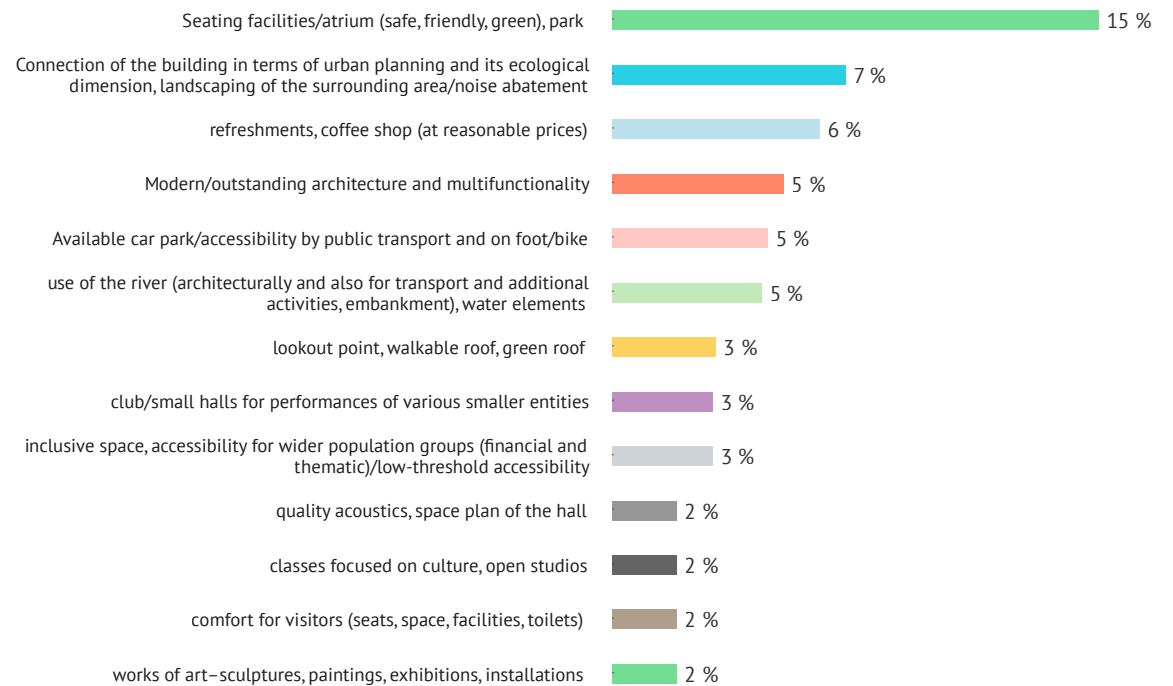 Seating facilities/atrium (safe, friendly, green), park
15 %
Connection of the building in terms of urban planning and its ecological
dimension, landscaping of the surrounding area/noise abatement
7 %
refreshments, coffee shop (at reasonable prices)
6 %
Modern/outstanding architecture and multifunctionality
5 %
Available car park/accessibility by public transport and on foot/bike
5 %
use of the river (architecturally and also for transport and additional
activities, embankment), water elements
5 %
lookout point, walkable roof, green roof
3 %
club/small halls for performances of various smaller entities
3 %
inclusive space, accessibility for wider population groups (financial and
thematic)/low-threshold accessibility
3 %
quality acoustics, space plan of the hall
2 %
classes focused on culture, open studios
2 %
comfort for visitors (seats, space, facilities, toilets)
2 %
works of art–sculptures, paintings, exhibitions, installations
2 %